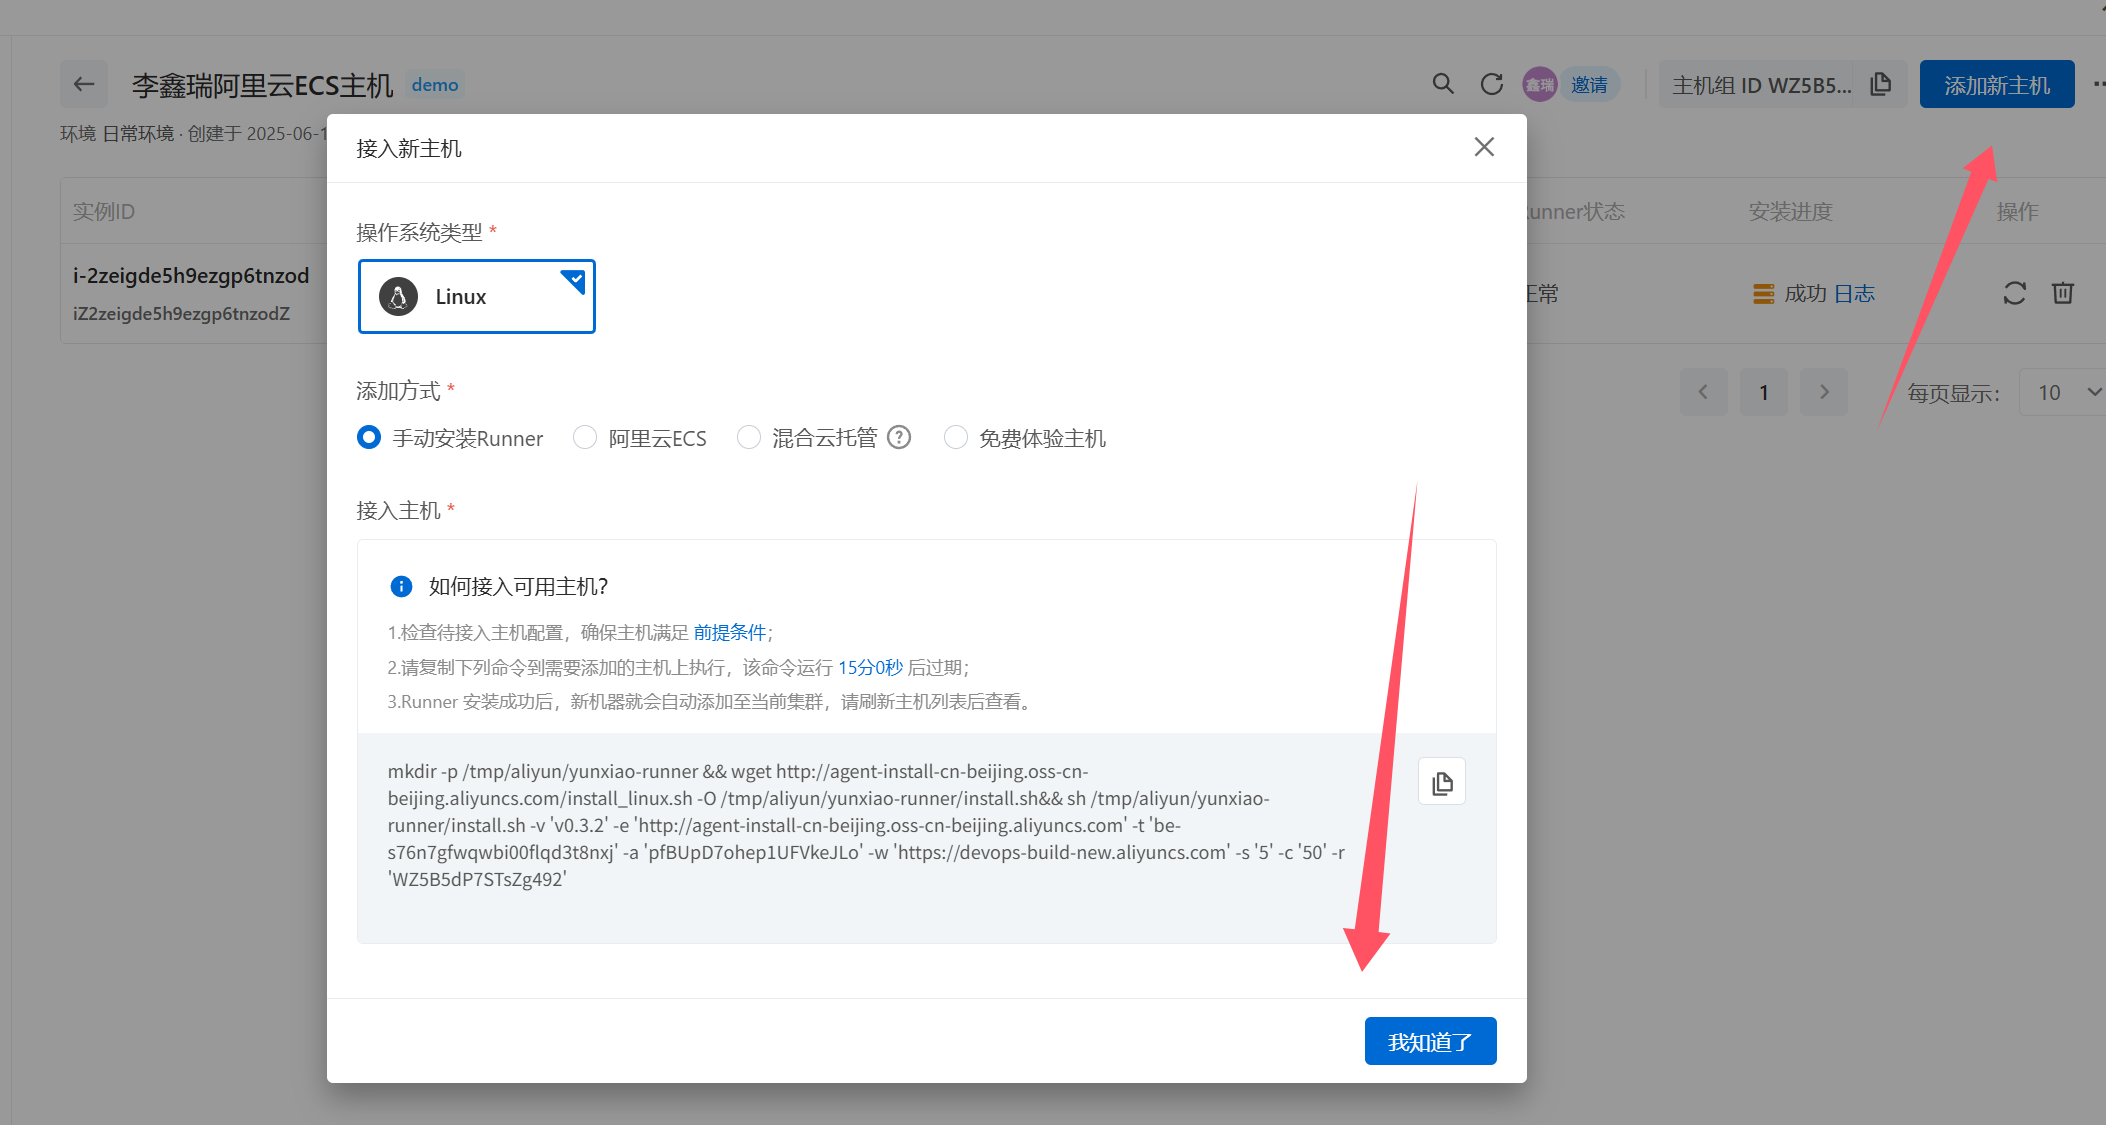 李鑫瑞阿里云ECS主机 demo
鑫瑞 邀请 主机组 ID WZ5B5... 添加新主机
环境 日常环境 · 创建于 2025-06-1
接入新主机
实例ID
Runner状态 安装进度 操作
操作系统类型 *
i-2zeigde5h9ezgp6tnzod
iZ2zeigde5h9ezgp6tnzodZ
Linux
正常 成功 日志
添加方式 *
1 每页显示： 10
手动安装Runner 阿里云ECS 混合云托管 免费体验主机
接入主机 *
如何接入可用主机?
1.检查待接入主机配置，确保主机满足 前提条件；
2.请复制下列命令到需要添加的主机上执行，该命令运行 15分0秒 后过期；
3.Runner 安装成功后，新机器就会自动添加至当前集群，请刷新主机列表后查看。
mkdir -p /tmp/aliyun/yunxiao-runner && wget http://agent-install-cn-beijing.oss-cn-
beijing.aliyuncs.com/install_linux.sh -O /tmp/aliyun/yunxiao-runner/install.sh&& sh /tmp/aliyun/yunxiao-
runner/install.sh -v 'v0.3.2' -e 'http://agent-install-cn-beijing.oss-cn-beijing.aliyuncs.com' -t 'be-
s76n7gfwqwbi00flqd3t8nxj' -a 'pfBUpD7ohep1UFVkeJLo' -w 'https://devops-build-new.aliyuncs.com' -s '5' -c '50' -r
'WZ5B5dP7STsZg492'
我知道了